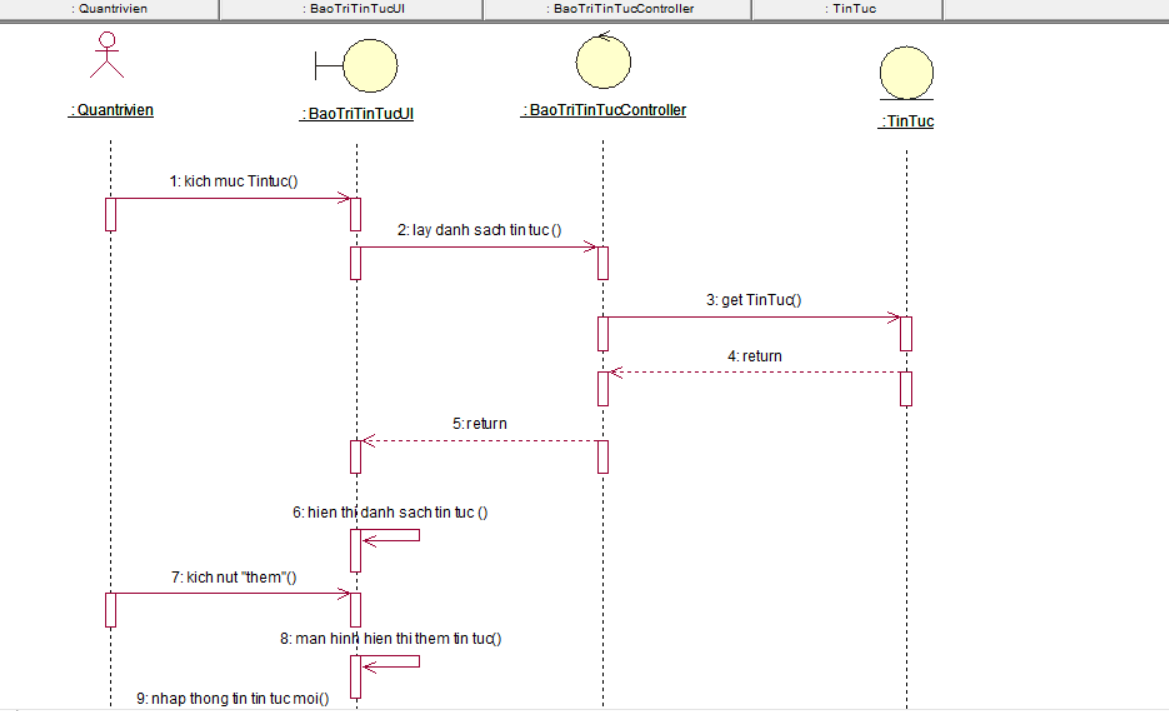 : Quantrivien
: BaoTriTinTucUI
: BaoTriTinTucController
: TinTuc
: Quantrivien
: BaoTriTinTucUI
: BaoTriTinTucController
: TinTuc
1: kich muc Tintuc()
2: lay danh sach tin tuc ()
3: get TinTuc()
4: return
5: return
6: hien thi danh sach tin tuc ()
7: kich nut "them"()
8: man hinh hien thi them tin tuc()
9: nhap thong tin tin tuc moi()